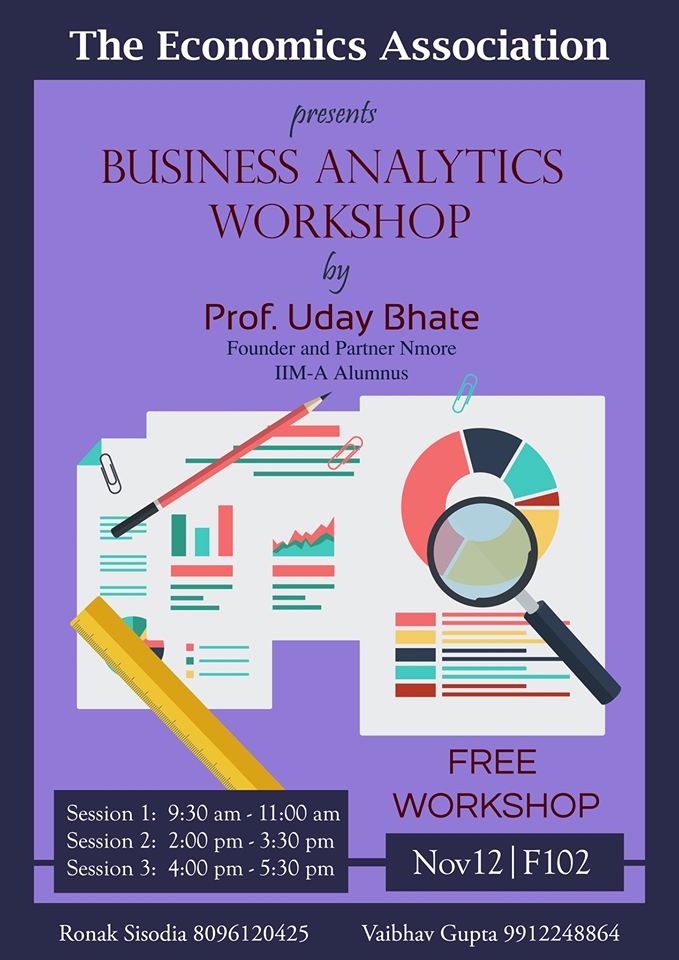 The Economics Association
presents
BUSINESS ANALYTICS
WORKSHOP
by
Prof. Uday Bhate
Founder and Partner Nmore
IIM-A Alumnus
FREE
WORKSHOP
Session 1: 9:30 am - 11:00 am
Session 2: 2:00 pm - 3:30 pm
Session 3: 4:00 pm - 5:30 pm
Nov12|F102
Ronak Sisodia 8096120425
Vaibhav Gupta 9912248864